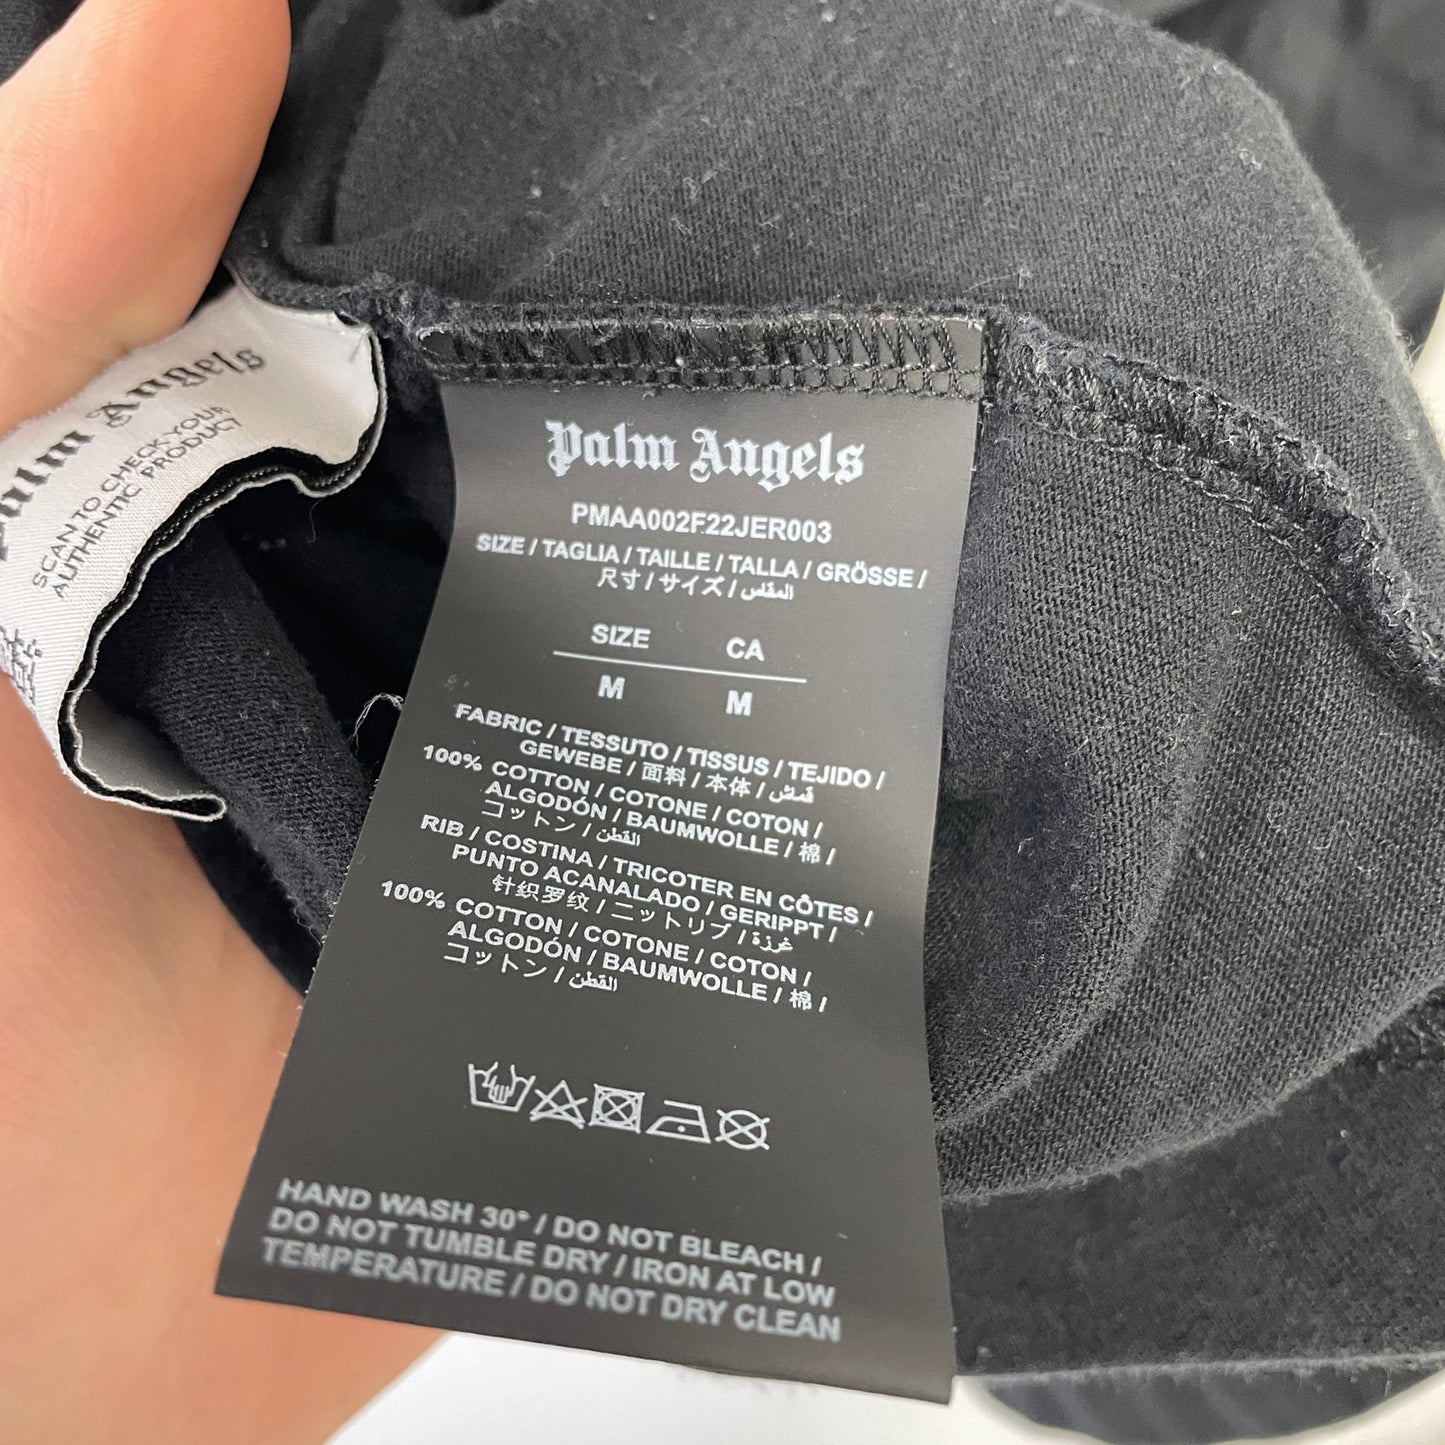 Palm Angels
SCAN TO CHECK YOUR
AUTHENTIC PRODUCT
Palm Angels
PMAA002F22JER003
SIZE / TAGLIA / TAILLE / TALLA / GRÖSSE /
尺寸 / サイズ / المقاس
SIZE CA
M M
FABRIC / TESSUTO / TISSUS / TEJIDO /
GEWEBE / 面料 / 本体 / قماش
100% COTTON / COTONE / COTON /
ALGODÓN / BAUMWOLLE / 棉 /
コットン / القطن
RIB / COSTINA / TRICOTER EN CÔTES /
PUNTO ACANALADO / GERIPPT /
针织罗纹 / ニットリブ / غرزة
100% COTTON / COTONE / COTON /
ALGODÓN / BAUMWOLLE / 棉 /
コットン / القطن
HAND WASH 30° / DO NOT BLEACH /
DO NOT TUMBLE DRY / IRON AT LOW
TEMPERATURE / DO NOT DRY CLEAN